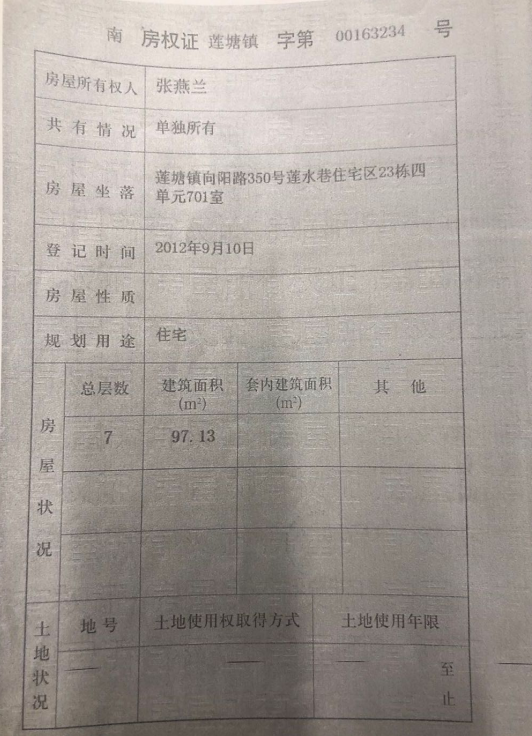 南 房权证 莲塘镇 字第 00163234 号
房屋所有权人 张燕兰
共有情况 单独所有
房屋坐落 莲塘镇向阳路350号莲水巷住宅区23栋四
单元701室
登记时间 2012年9月10日
房屋性质
规划用途 住宅
房屋状况
总层数 建筑面积 套内建筑面积 其他
(m²) (m²)
7 97.13
土地状况
地号 土地使用权取得方式 土地使用年限
— — — 至
止